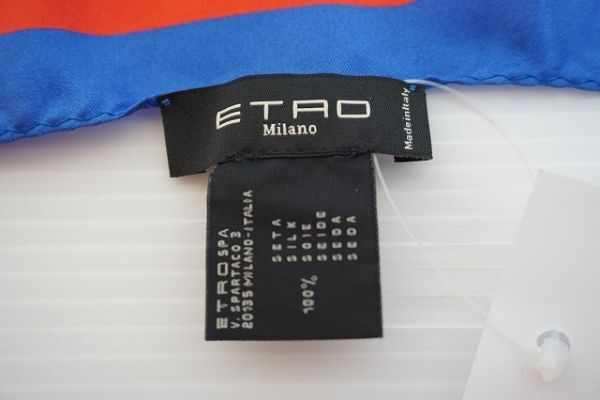 ETRO
Milano
Made in Italy
ETRO SPA
V. SPARTACO 3
20135 MILANO-ITALIA
100%
SETA
SILK
SOIE
SEIDE
SEDA
SEDA